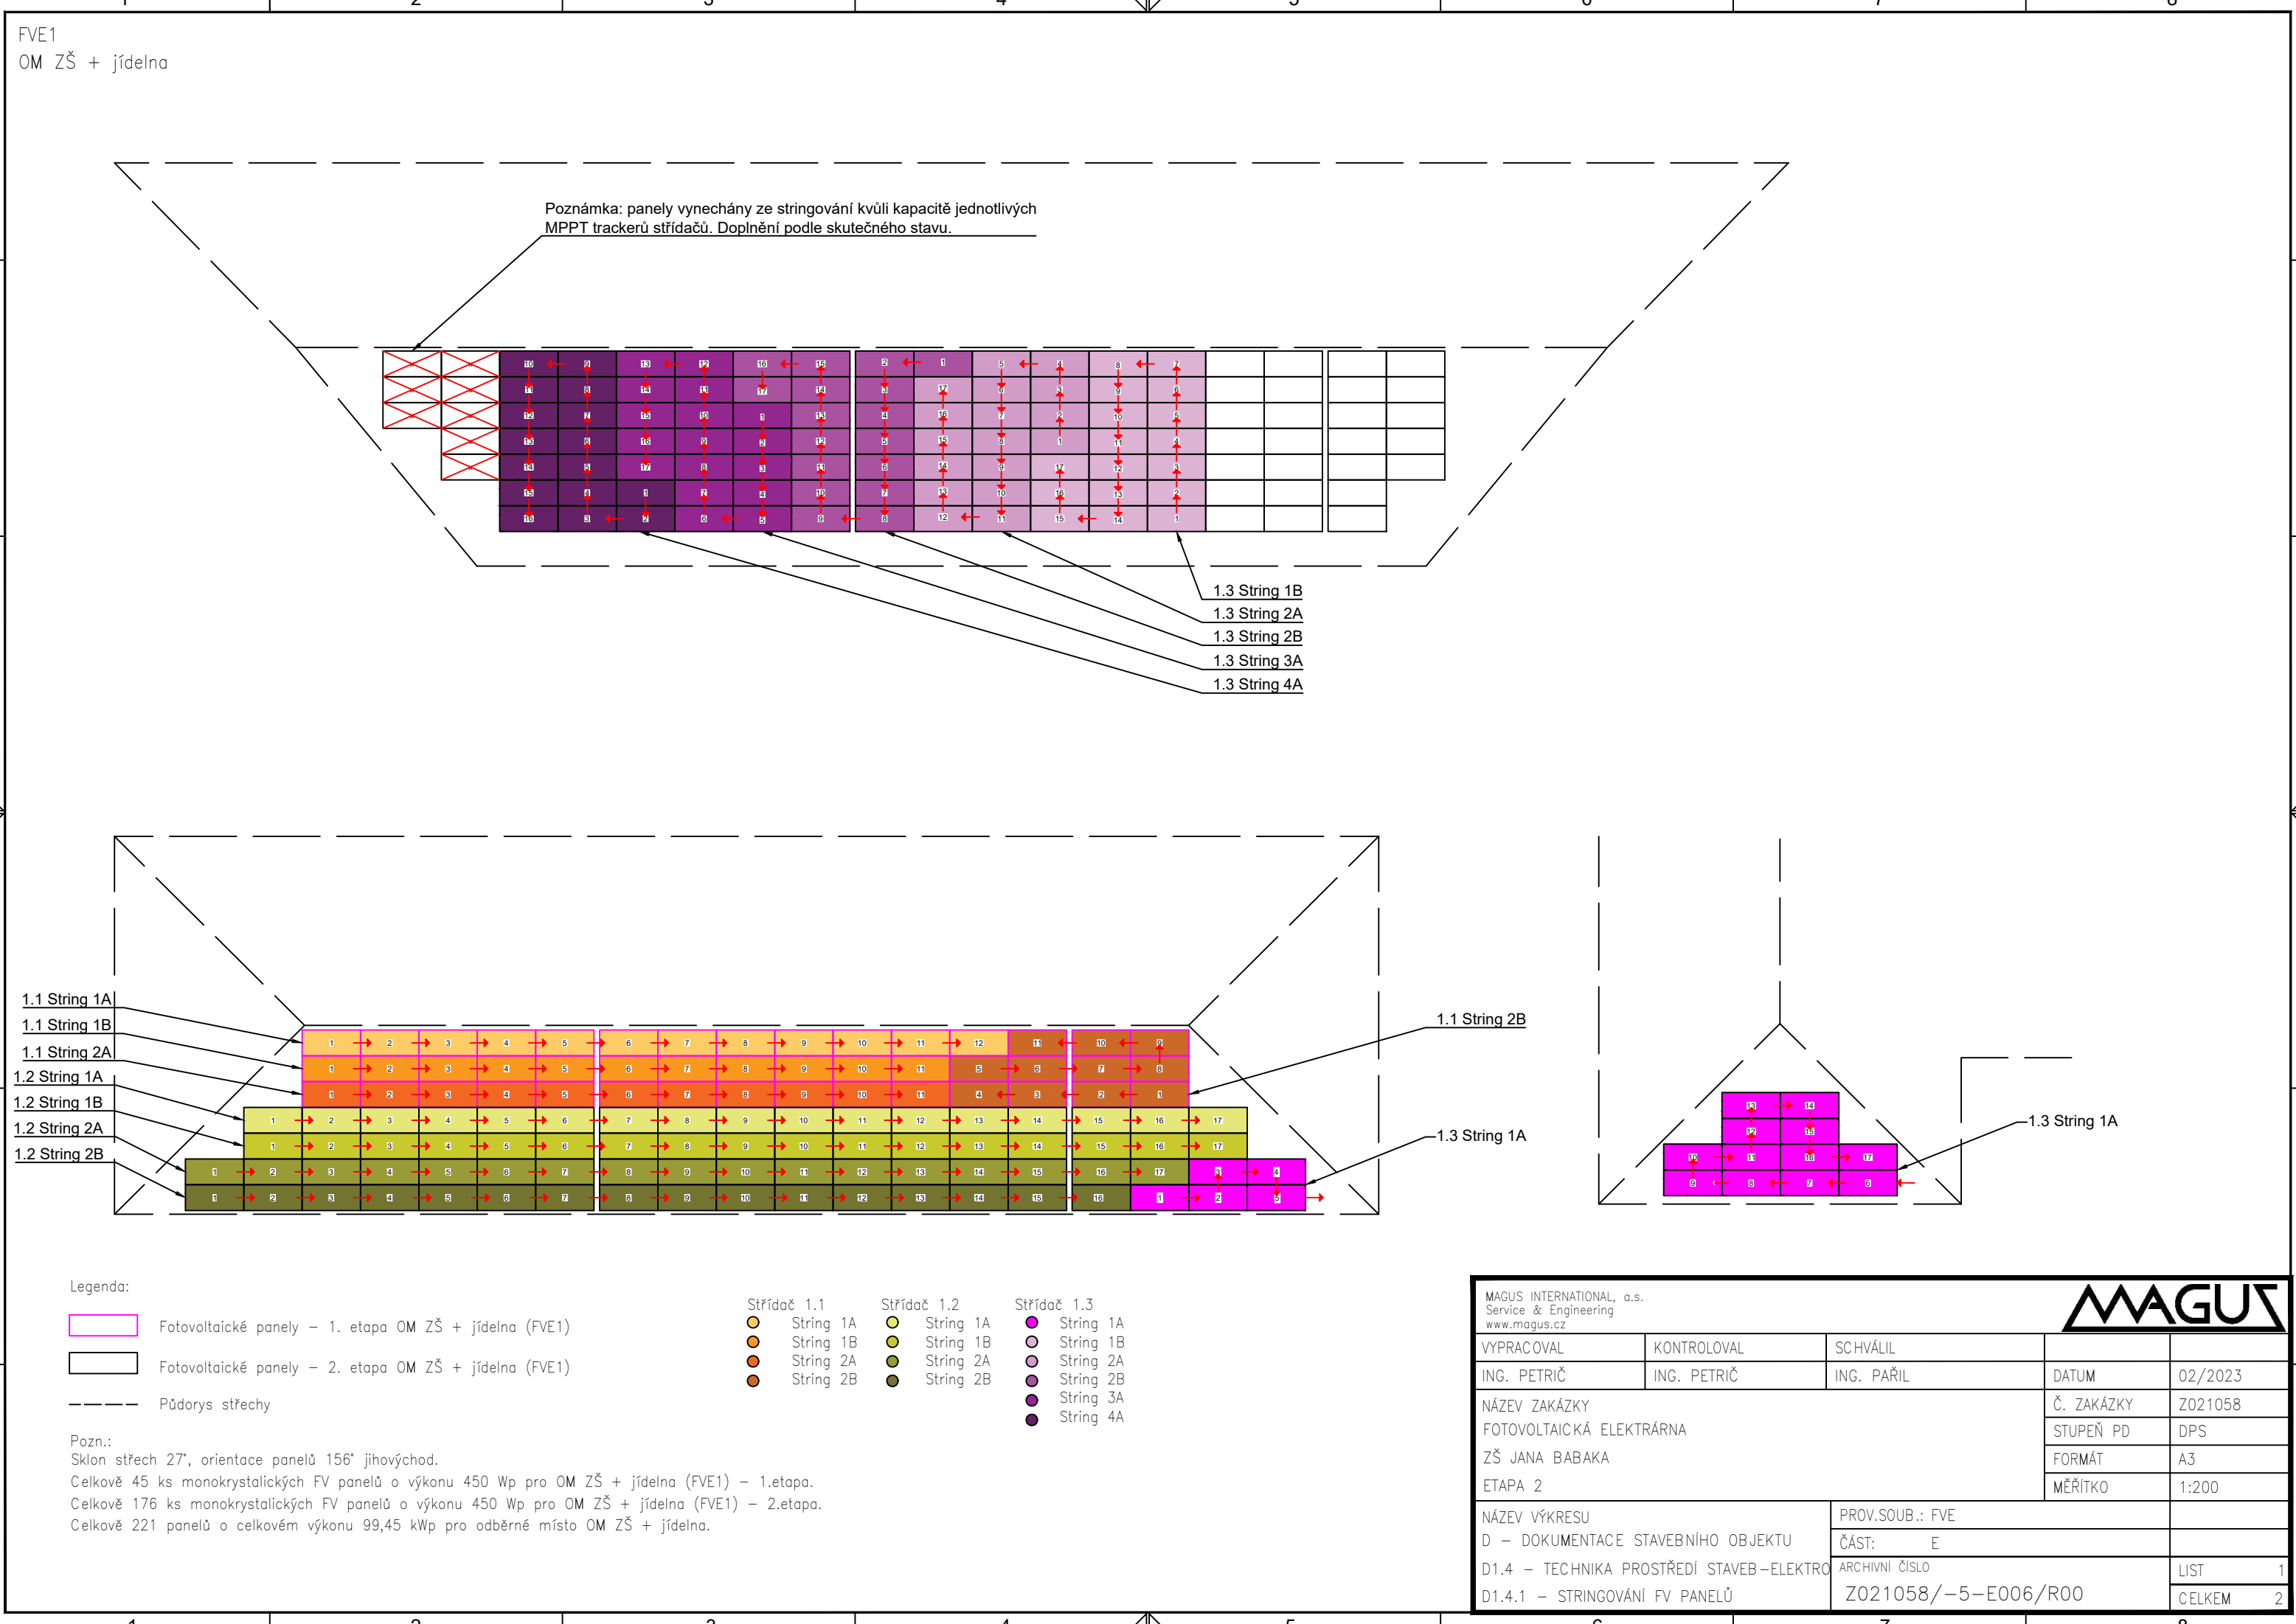 FVE1
OM ZŠ + jídelna
Poznámka: panely vynechány ze stringování kvůli kapacitě jednotlivých
MPPT trackerů střídačů. Doplnění podle skutečného stavu.
1.3 String 1B
1.3 String 2A
1.3 String 2B
1.3 String 3A
1.3 String 4A
1.1 String 1A
1.1 String 1B
1.1 String 2A
1.2 String 1A
1.2 String 1B
1.2 String 2A
1.2 String 2B
1.1 String 2B
1.3 String 1A
1.3 String 1A
Legenda:
Fotovoltaické panely – 1. etapa OM ZŠ + jídelna (FVE1)
Fotovoltaické panely – 2. etapa OM ZŠ + jídelna (FVE1)
Půdorys střechy
Střídač 1.1
String 1A
String 1B
String 2A
String 2B
Střídač 1.2
String 1A
String 1B
String 2A
String 2B
Střídač 1.3
String 1A
String 1B
String 2A
String 2B
String 3A
String 4A
Pozn.:
Sklon střech 27°, orientace panelů 156° jihovýchod.
Celkově 45 ks monokrystalických FV panelů o výkonu 450 Wp pro OM ZŠ + jídelna (FVE1) – 1.etapa.
Celkově 176 ks monokrystalických FV panelů o výkonu 450 Wp pro OM ZŠ + jídelna (FVE1) – 2.etapa.
Celkově 221 panelů o celkovém výkonu 99,45 kWp pro odběrné místo OM ZŠ + jídelna.
MAGUS INTERNATIONAL, a.s.
Service & Engineering
www.magus.cz
MAGUS
VYPRACOVAL KONTROLOVAL SCHVÁLIL
ING. PETRIČ ING. PETRIČ ING. PAŘIL DATUM 02/2023
NÁZEV ZAKÁZKY
FOTOVOLTAICKÁ ELEKTRÁRNA
ZŠ JANA BABAKA
ETAPA 2
Č. ZAKÁZKY Z021058
STUPEŇ PD DPS
FORMÁT A3
MĚŘÍTKO 1:200
NÁZEV VÝKRESU
D – DOKUMENTACE STAVEBNÍHO OBJEKTU
D1.4 – TECHNIKA PROSTŘEDÍ STAVEB–ELEKTRO
D1.4.1 – STRINGOVÁNÍ FV PANELŮ
PROV.SOUB.: FVE
ČÁST: E
ARCHIVNÍ ČÍSLO
Z021058/–5–E006/R00
LIST 1
CELKEM 2